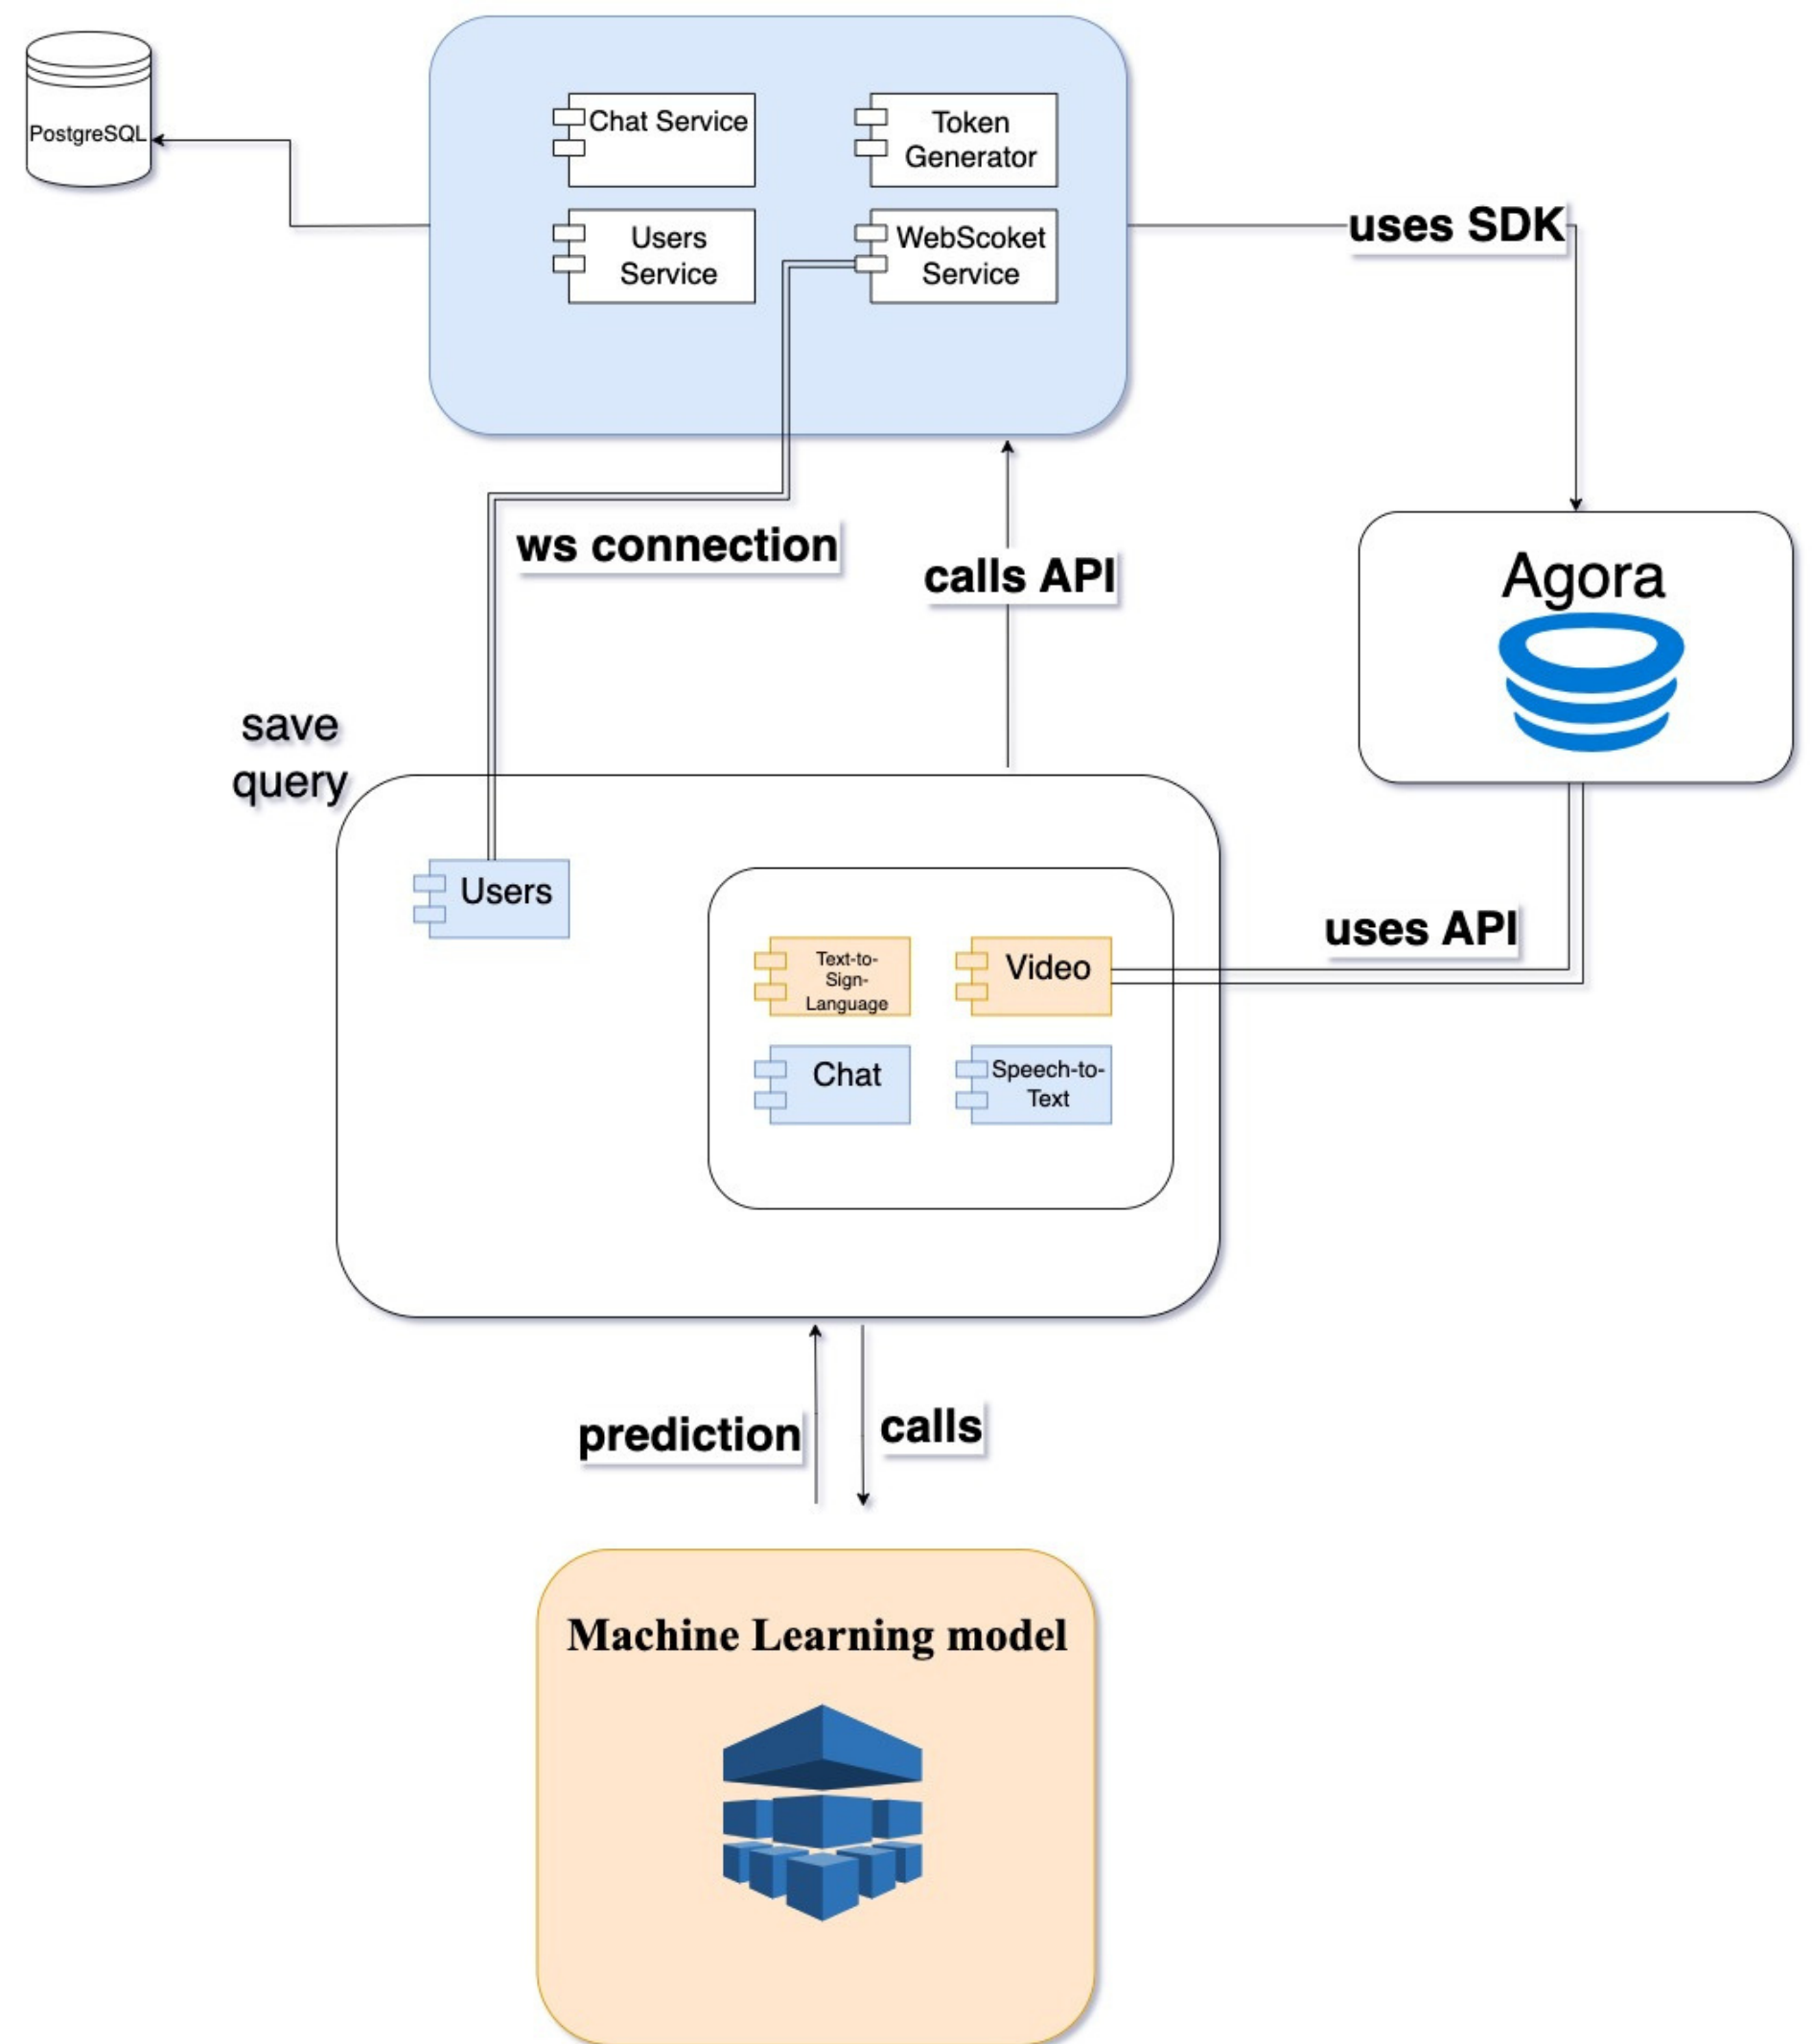 PostgreSQL
Chat Service
Token
Generator
Users
Service
WebScoket
Service
uses SDK
ws connection
calls API
Agora
save
query
Users
uses API
Text-to-
Sign-
Language
Video
Chat
Speech-to-
Text
prediction
calls
Machine Learning model